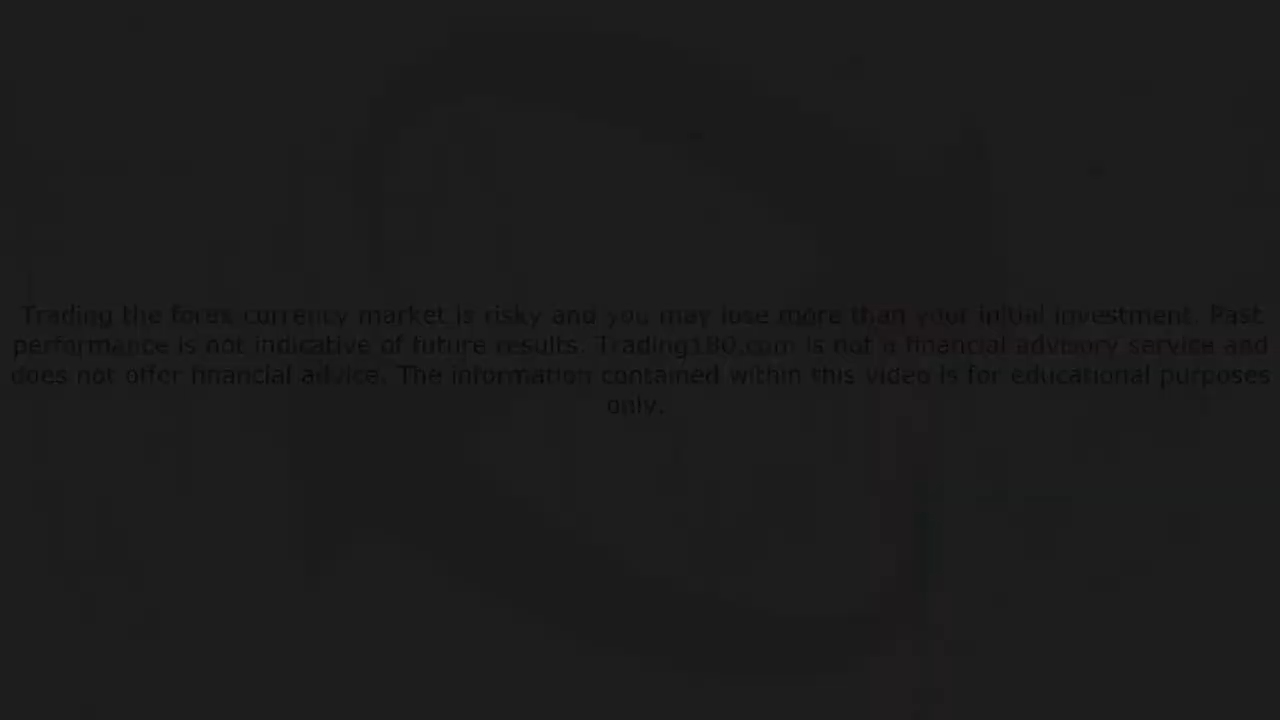 Trading the forex currency market is risky and you may lose more than your initial investment. Past
performance is not indicative of future results. Trading180.com is not a financial advisory service and
does not offer financial advice. The information contained within this video is for educational purposes
only.